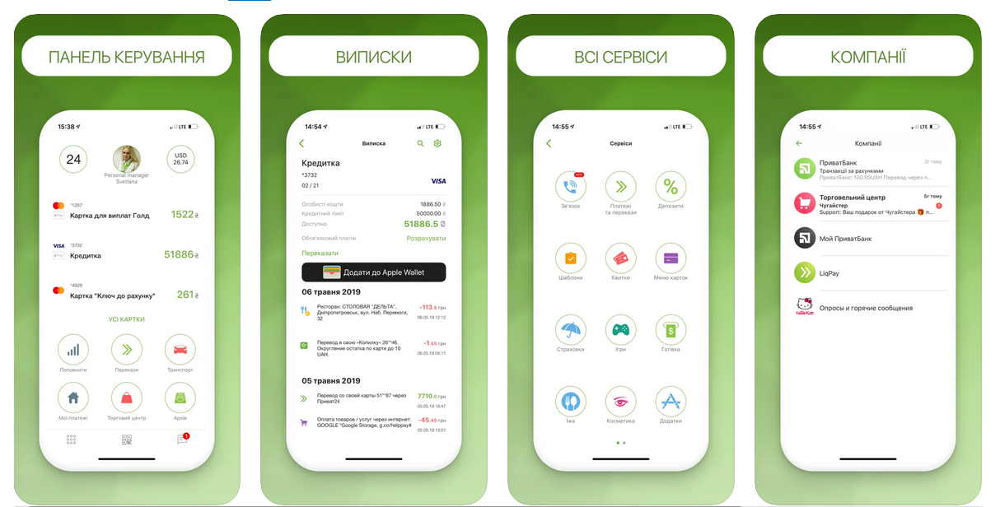 ПАНЕЛЬ КЕРУВАННЯ
15:38
LTE
24
USD
26.74
Personal manager
Svetlana
*1287
Pay
Картка для виплат Голд
1522₴
VISA
*3732
Pay
Кредитка
51886₴
*4929
Картка "Ключ до рахунку"
261₴
УСІ КАРТКИ
Поповнити
Перекази
Транспорт
Мої платежі
Торговий центр
Архів
1
ВИПИСКИ
14:54
LTE
Виписка
Кредитка
*3732
02 / 21
VISA
Особисті кошти
1886.50 ₴
Кредитний ліміт
50000.00 ₴
Доступно
51886.5 ₴
Обов'язковий платіж
Розрахувати
Переказати
Додати до Apple Wallet
06 травня 2019
Ресторан: СТОЛОВАЯ "ДЕЛЬТА",
Дніпропетровськ, вул. Наб. Перемоги,
32
-113.5 грн
06.05.19 12:12
Перевод в свою «Копилку» 26**46.
Округление остатка по карте до 10
UAH.
-1.55 грн
06.05.19 04:11
05 травня 2019
Перевод со своей карты 51**87 через
Приват24
7710.0 грн
05.05.19 18:47
Оплата товаров / услуг через интернет:
GOOGLE *Google Storage, g.co/helppay#
-45.45 грн
05.05.19 13:51
ВСІ СЕРВІСИ
14:55
LTE
Сервіси
NEW
Зв'язок
Платежі
та перекази
Депозити
Шаблони
Квитки
Меню карток
Страховки
Ігри
Готівка
Їжа
Косметика
Додатки
КОМПАНІЇ
14:55
LTE
Компанії
ПриватБанк
2г тому
Транзакції за рахунками
ПриватБанк: 100.50UAH Перевод через п...
Торговельний центр
5г тому
Чугайстер
Support: Ваш подарок от Чугайстера 🎁 п...
Мой ПриватБанк
LiqPay
Hello Kitty
Опросы и горячие сообщения